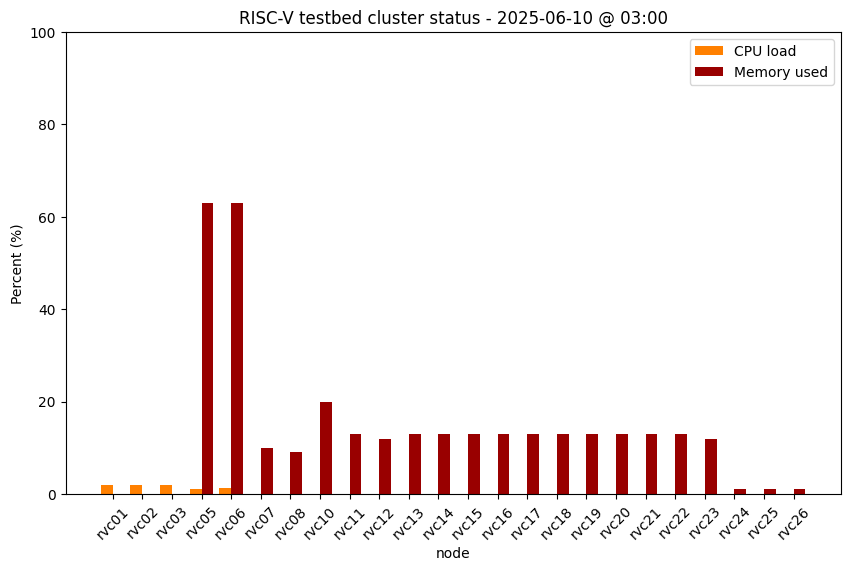 RISC-V testbed cluster status - 2025-06-10 @ 03:00
CPU load
Memory used
100
80
60
40
20
0
Percent (%)
rvc01
rvc02
rvc03
rvc05
rvc06
rvc07
rvc08
rvc10
rvc11
rvc12
rvc13
rvc14
rvc15
rvc16
rvc17
rvc18
rvc19
rvc20
rvc21
rvc22
rvc23
rvc24
rvc25
rvc26
node